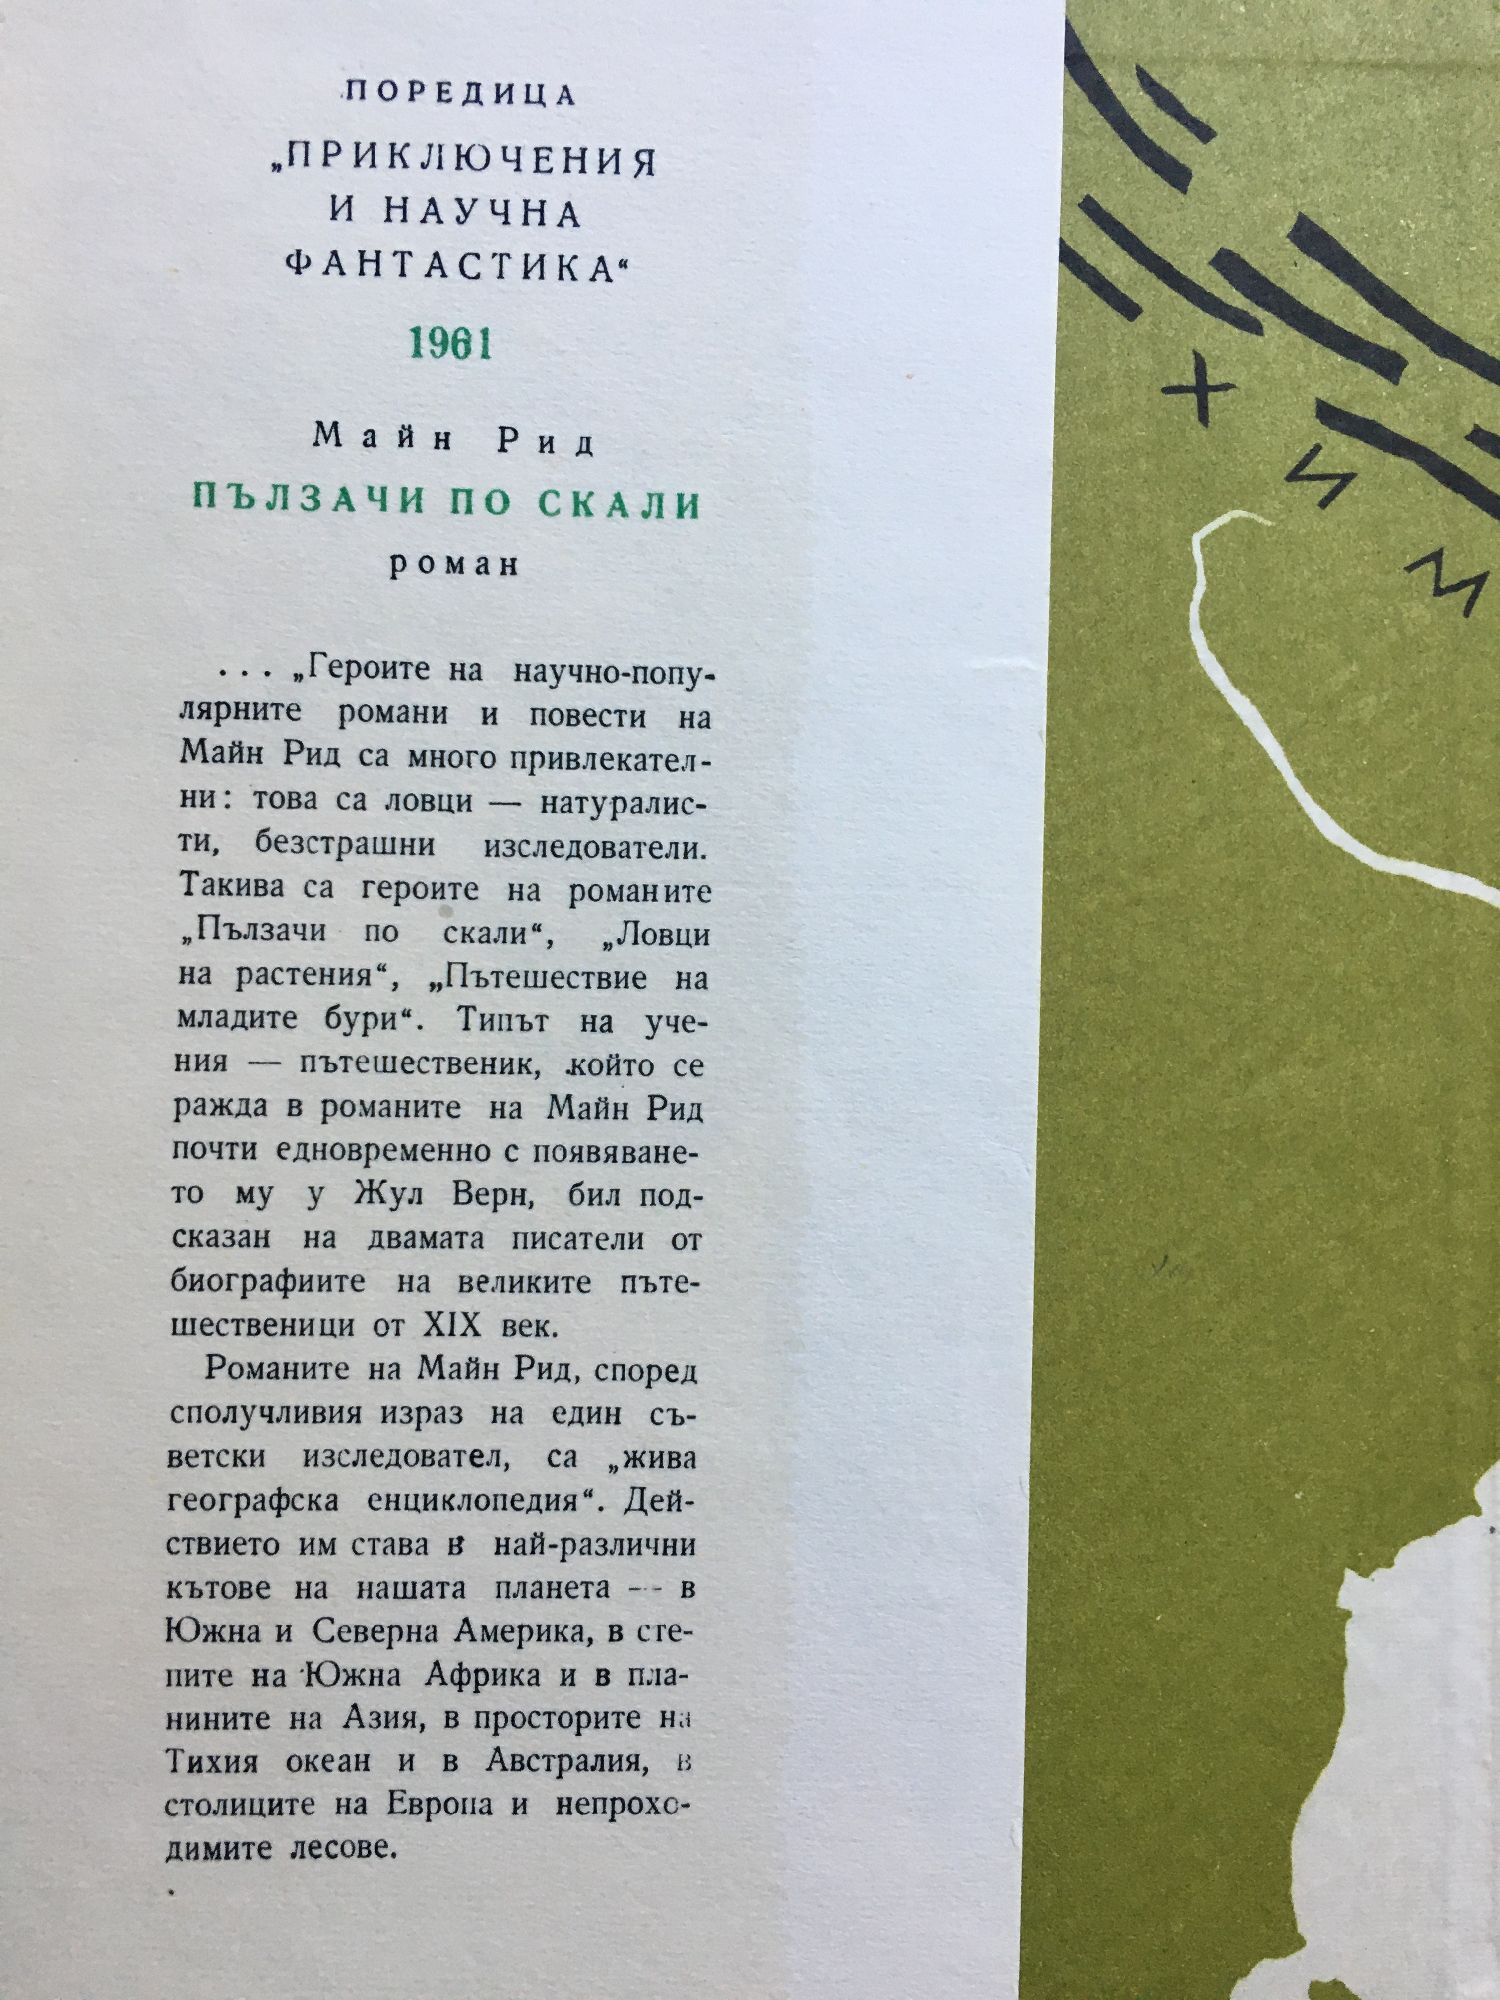 ПОРЕДИЦА
„ПРИКЛЮЧЕНИЯ
И НАУЧНА
ФАНТАСТИКА“
1961
Майн Рид
ПЪЛЗАЧИ ПО СКАЛИ
роман
... „Героите на научно-попу-
лярните романи и повести на
Майн Рид са много привлекател-
ни: това са ловци — натуралис-
ти, безстрашни изследователи.
Такива са героите на романите
„Пълзачи по скали“, „Ловци
на растения“, „Пътешествие на
младите бури“. Типът на уче-
ния — пътешественик, който се
ражда в романите на Майн Рид
почти едновременно с появяване-
то му у Жул Верн, бил под-
сказан на двамата писатели от
биографиите на великите пъте-
шественици от XIX век.
Романите на Майн Рид, според
сполучливия израз на един съ-
ветски изследовател, са „жива
географска енциклопедия“. Дей-
ствието им става в най-различни
кътове на нашата планета -- в
Южна и Северна Америка, в сте-
пите на Южна Африка и в пла-
нините на Азия, в просторите на
Тихия океан и в Австралия, в
столиците на Европа и непрохо-
димите лесове.
Х
И
М